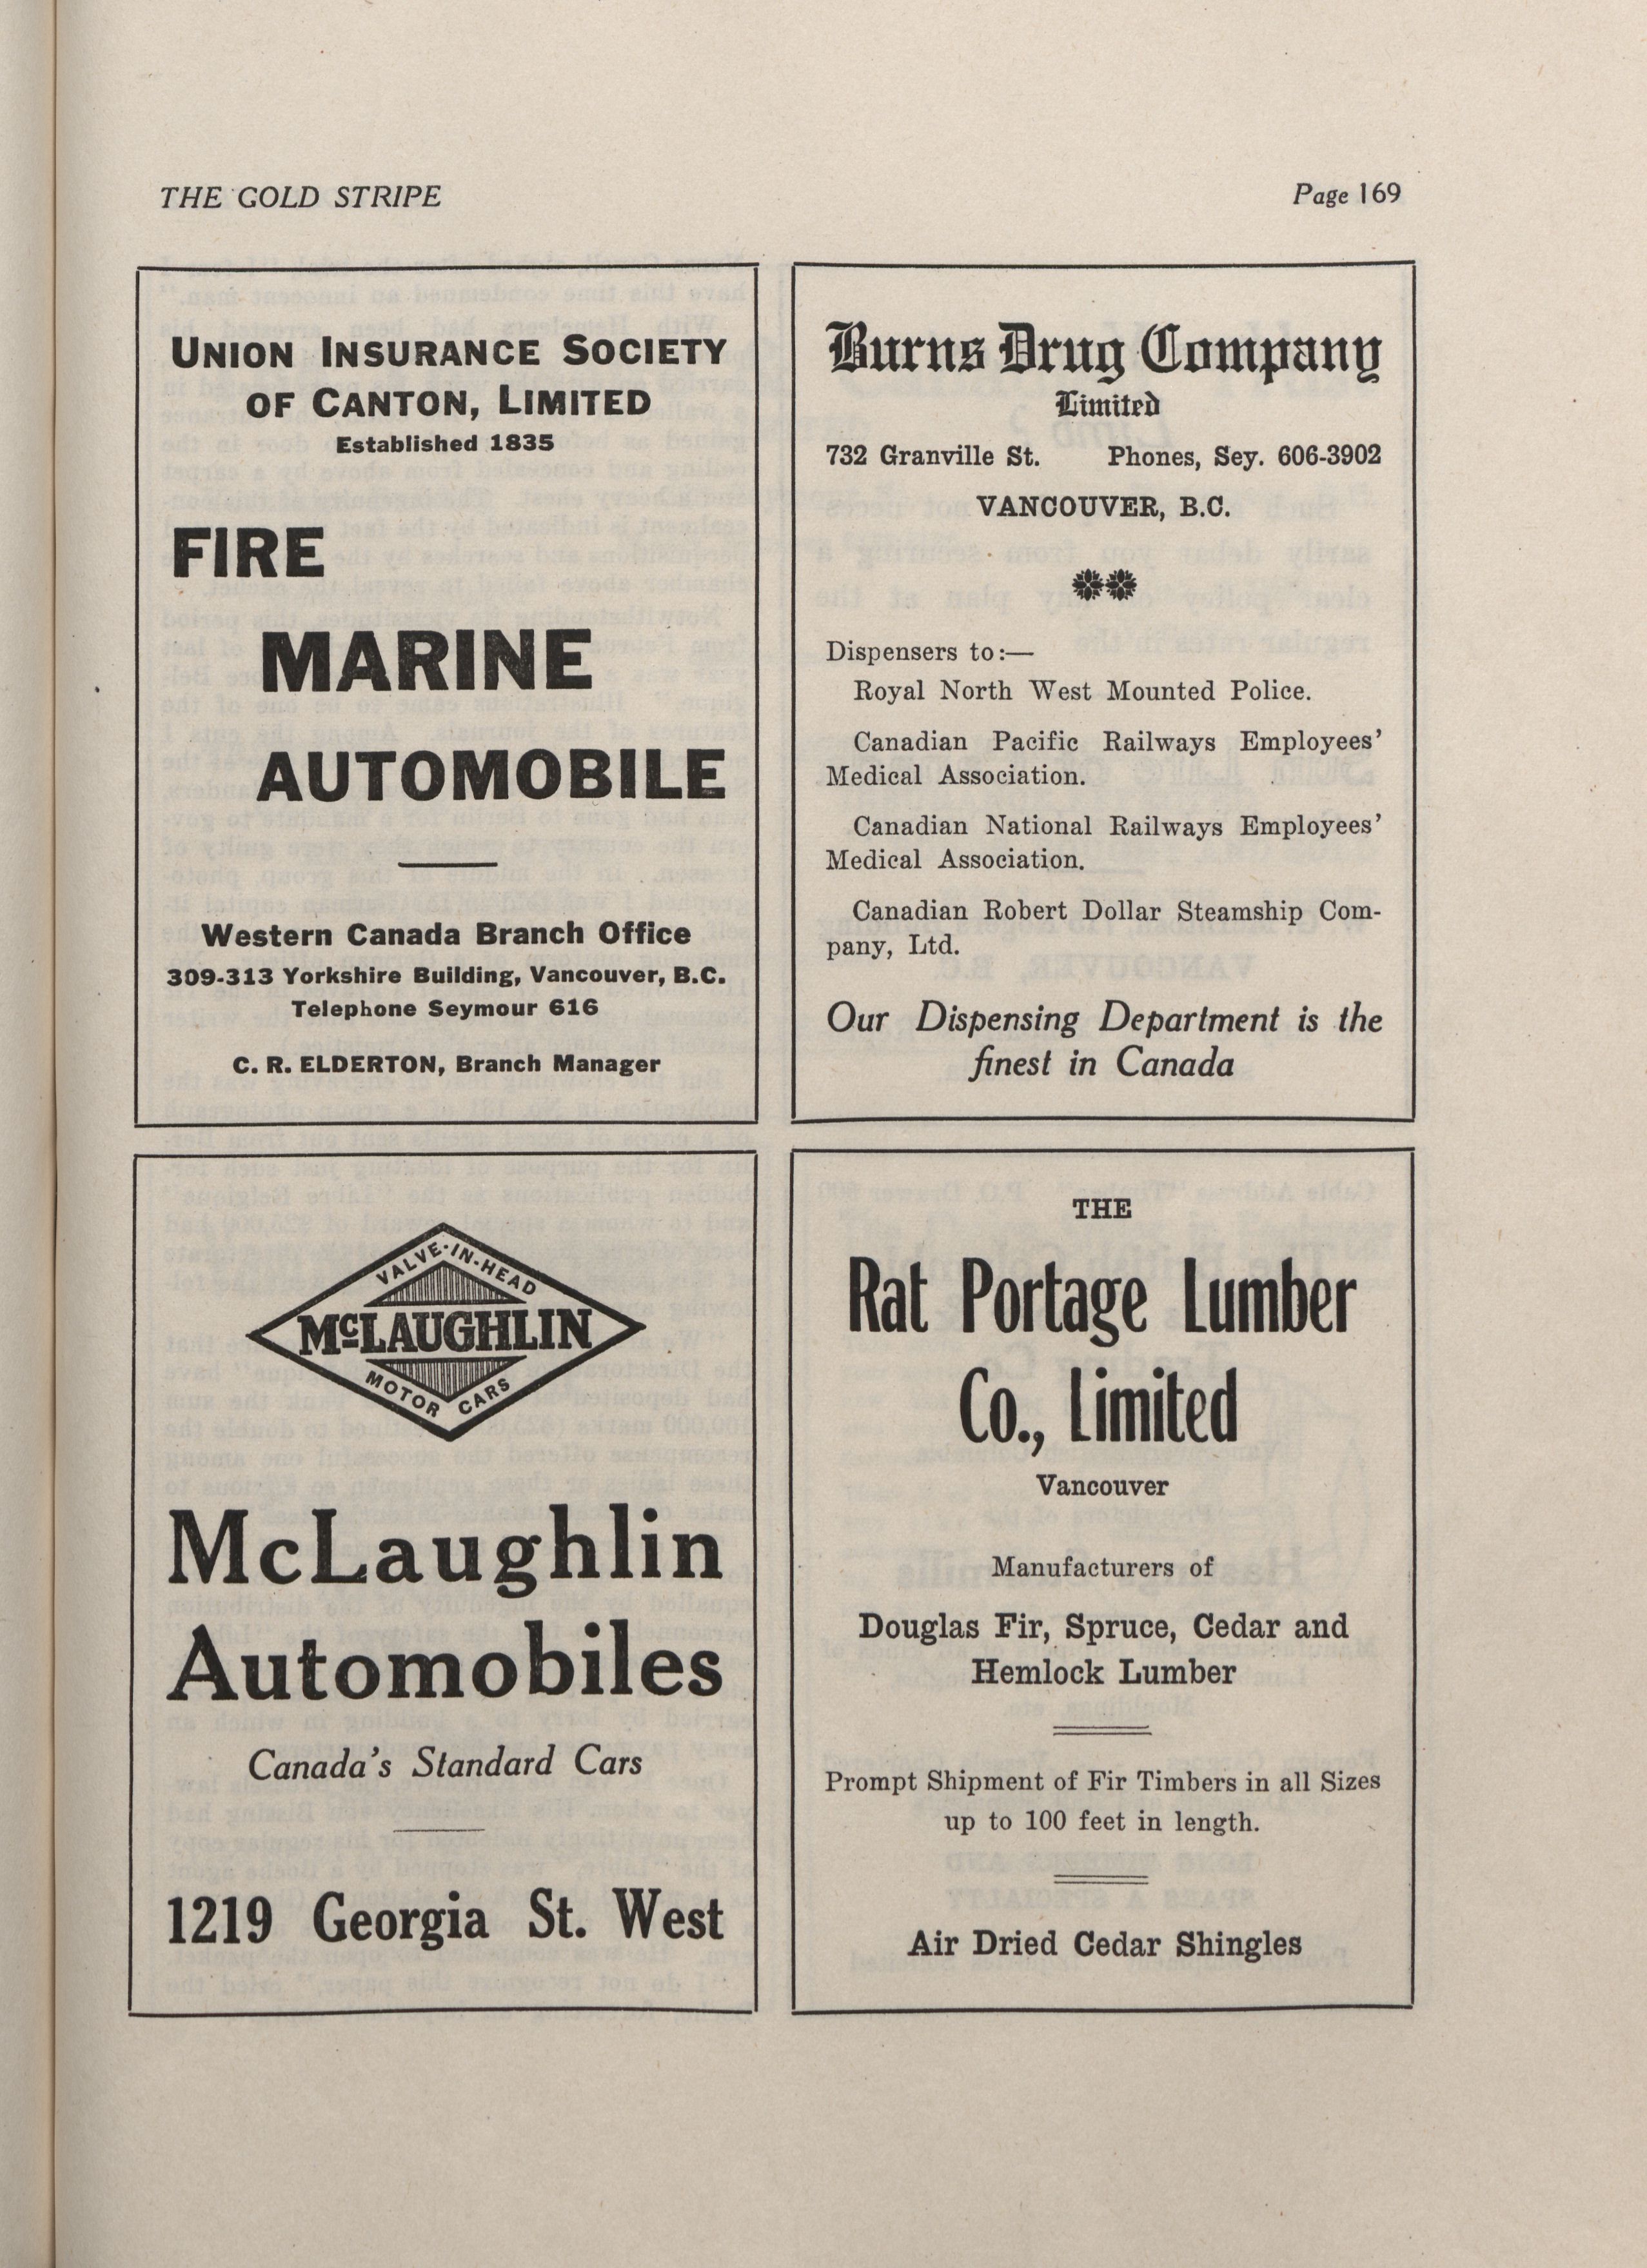 THE GOLD STRIPE
Page 169
UNION INSURANCE SOCIETY
OF CANTON, LIMITED
Established 1835
FIRE
MARINE
AUTOMOBILE
Western Canada Branch Office
309-313 Yorkshire Building, Vancouver, B.C.
Telephone Seymour 616
C. R. ELDERTON, Branch Manager
Burns Drug Company
Limited
732 Granville St. Phones, Sey. 606-3902
VANCOUVER, B.C.
Dispensers to:—
Royal North West Mounted Police.
Canadian Pacific Railways Employees'
Medical Association.
Canadian National Railways Employees'
Medical Association.
Canadian Robert Dollar Steamship Com-
pany, Ltd.
Our Dispensing Department is the
finest in Canada
VALVE-IN-HEAD
McLAUGHLIN
MOTOR CARS
McLaughlin
Automobiles
Canada's Standard Cars
1219 Georgia St. West
THE
Rat Portage Lumber
Co., Limited
Vancouver
Manufacturers of
Douglas Fir, Spruce, Cedar and
Hemlock Lumber
Prompt Shipment of Fir Timbers in all Sizes
up to 100 feet in length.
Air Dried Cedar Shingles